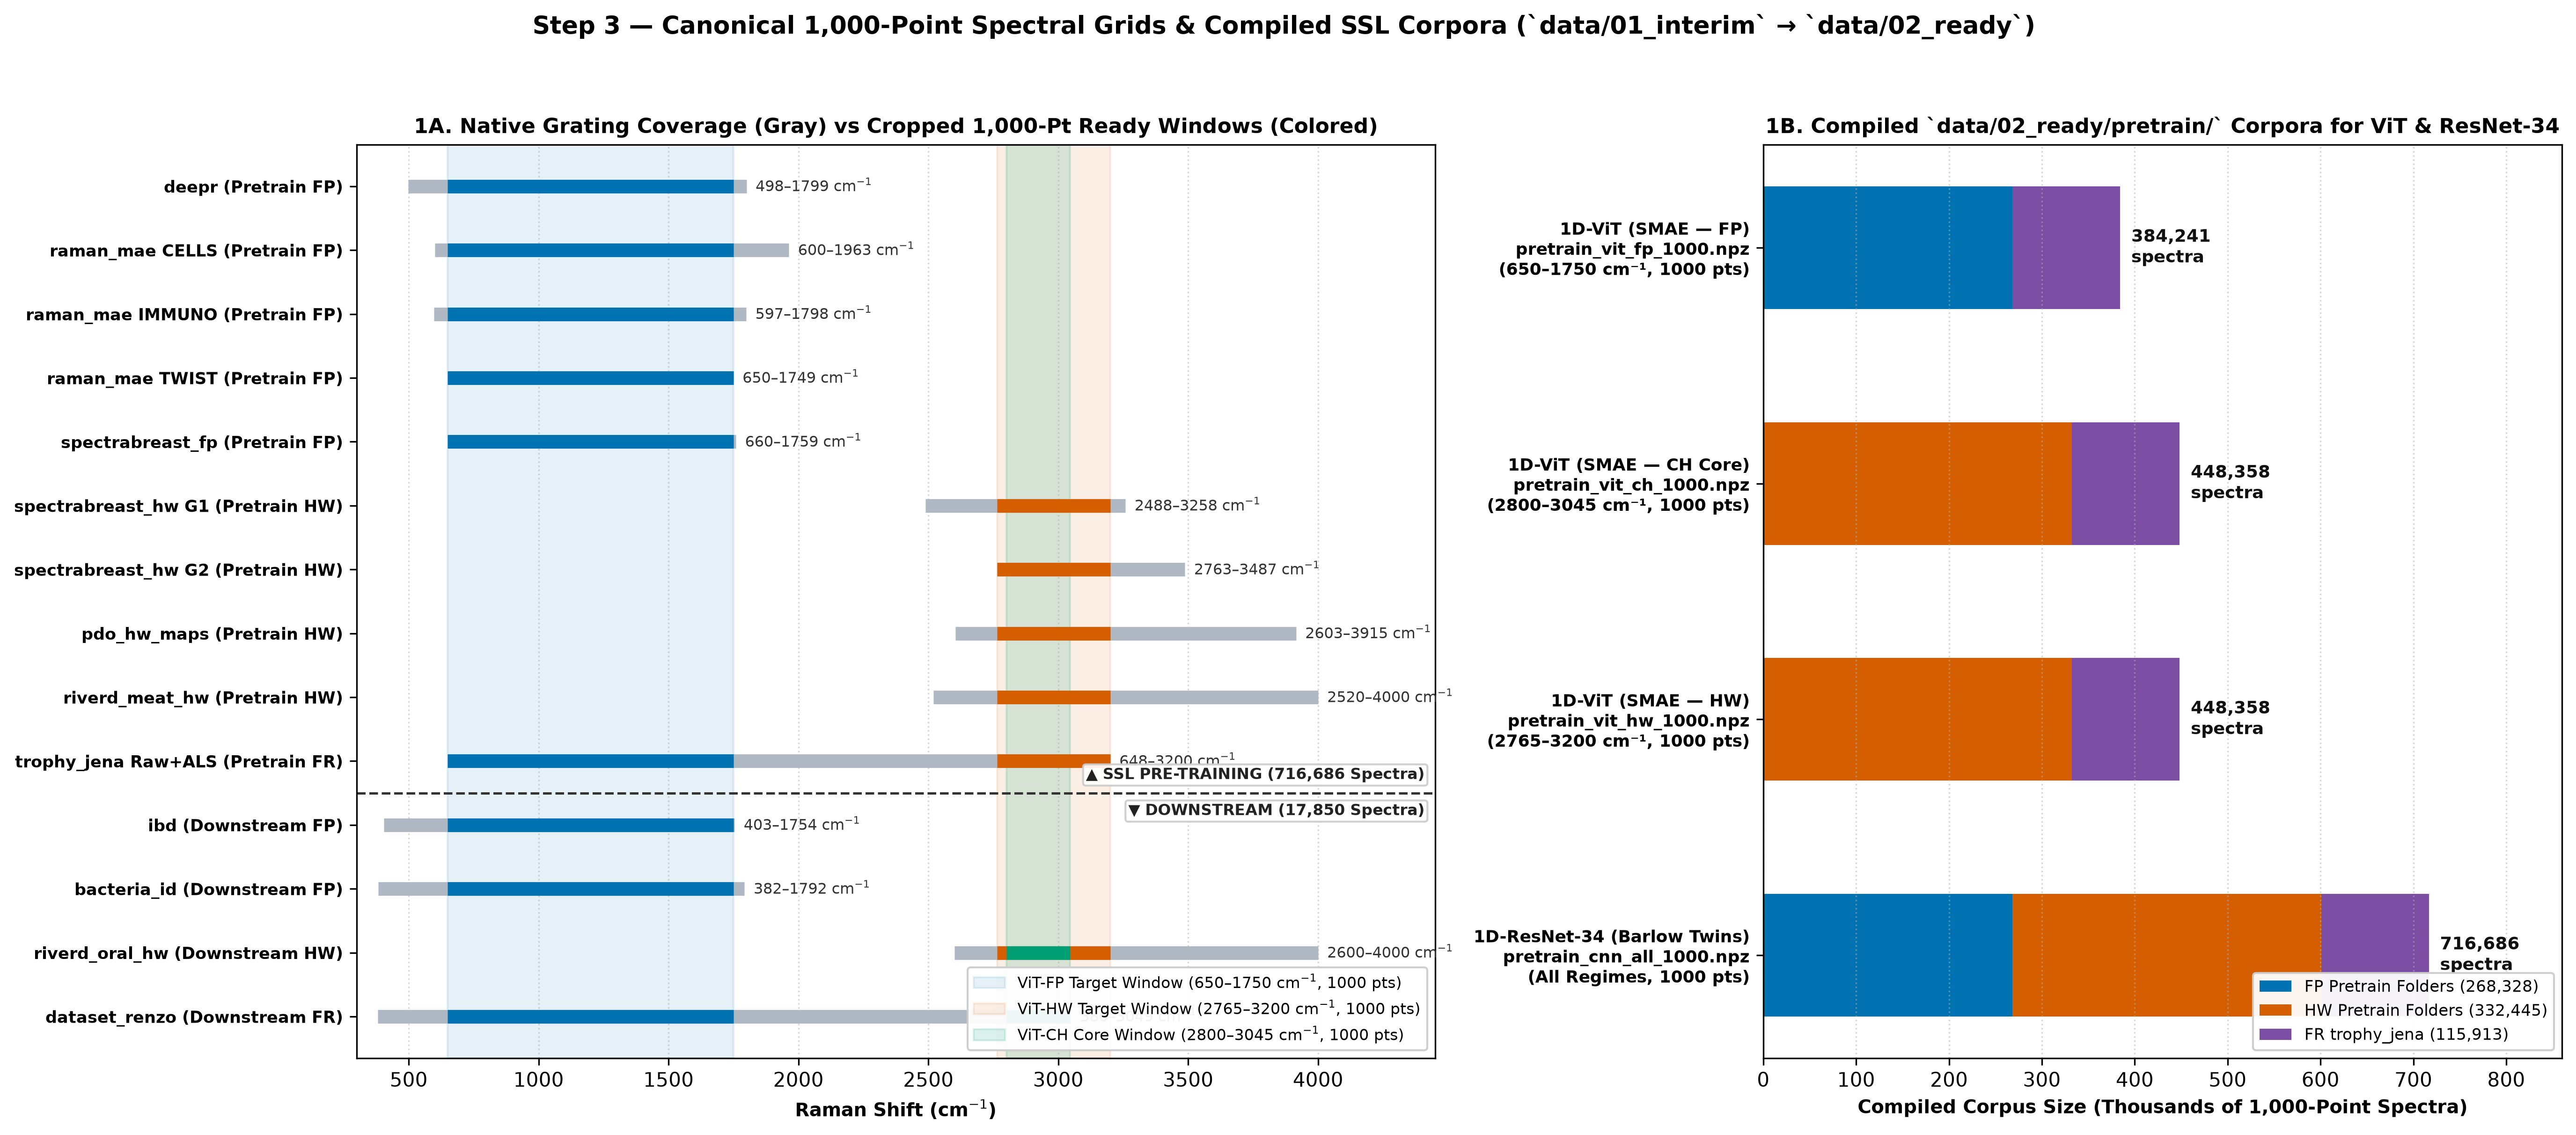 Step 3 — Canonical 1,000-Point Spectral Grids & Compiled SSL Corpora (`data/01_interim` → `data/02_ready`)
1A. Native Grating Coverage (Gray) vs Cropped 1,000-Pt Ready Windows (Colored)
deepr (Pretrain FP)
498–1799 cm⁻¹
raman_mae CELLS (Pretrain FP)
600–1963 cm⁻¹
raman_mae IMMUNO (Pretrain FP)
597–1798 cm⁻¹
raman_mae TWIST (Pretrain FP)
650–1749 cm⁻¹
spectrabreast_fp (Pretrain FP)
660–1759 cm⁻¹
spectrabreast_hw G1 (Pretrain HW)
2488–3258 cm⁻¹
spectrabreast_hw G2 (Pretrain HW)
2763–3487 cm⁻¹
pdo_hw_maps (Pretrain HW)
2603–3915 cm⁻¹
riverd_meat_hw (Pretrain HW)
2520–4000 cm⁻¹
trophy_jena Raw+ALS (Pretrain FR)
648–3200 cm⁻¹
▲ SSL PRE-TRAINING (716,686 Spectra)
▼ DOWNSTREAM (17,850 Spectra)
ibd (Downstream FP)
403–1754 cm⁻¹
bacteria_id (Downstream FP)
382–1792 cm⁻¹
riverd_oral_hw (Downstream HW)
2600–4000 cm⁻¹
dataset_renzo (Downstream FR)
ViT-FP Target Window (650–1750 cm⁻¹, 1000 pts)
ViT-HW Target Window (2765–3200 cm⁻¹, 1000 pts)
ViT-CH Core Window (2800–3045 cm⁻¹, 1000 pts)
500 1000 1500 2000 2500 3000 3500 4000
Raman Shift (cm⁻¹)
1B. Compiled `data/02_ready/pretrain/` Corpora for ViT & ResNet-34
1D-ViT (SMAE — FP)
pretrain_vit_fp_1000.npz
(650–1750 cm⁻¹, 1000 pts)
384,241
spectra
1D-ViT (SMAE — CH Core)
pretrain_vit_ch_1000.npz
(2800–3045 cm⁻¹, 1000 pts)
448,358
spectra
1D-ViT (SMAE — HW)
pretrain_vit_hw_1000.npz
(2765–3200 cm⁻¹, 1000 pts)
448,358
spectra
1D-ResNet-34 (Barlow Twins)
pretrain_cnn_all_1000.npz
(All Regimes, 1000 pts)
716,686
spectra
FP Pretrain Folders (268,328)
HW Pretrain Folders (332,445)
FR trophy_jena (115,913)
0 100 200 300 400 500 600 700 800
Compiled Corpus Size (Thousands of 1,000-Point Spectra)